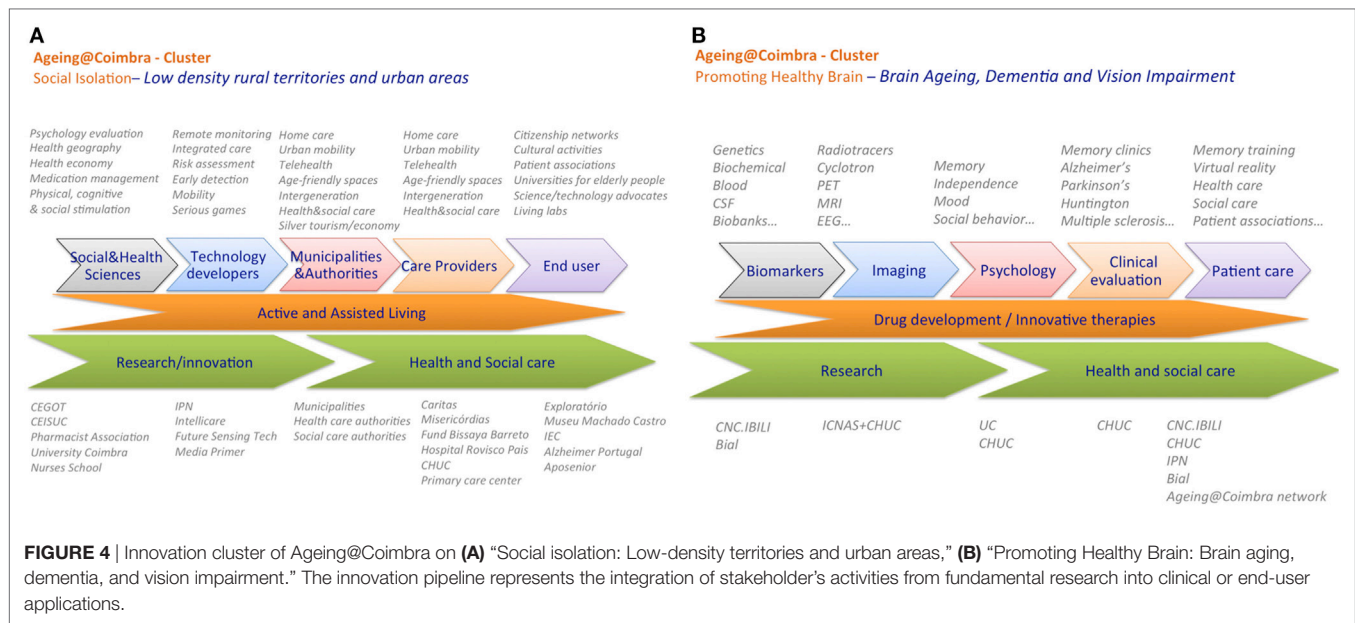 A
Ageing@Coimbra - Cluster
Social Isolation– Low density rural territories and urban areas
Psychology evaluation
Health geography
Health economy
Medication management
Physical, cognitive
& social stimulation
Remote monitoring
Integrated care
Risk assessment
Early detection
Mobility
Serious games
Home care
Urban mobility
Telehealth
Age-friendly spaces
Intergeneration
Health&social care
Silver tourism/economy
Home care
Urban mobility
Telehealth
Age-friendly spaces
Intergeneration
Health&social care
Citizenship networks
Cultural activities
Patient associations
Universities for elderly people
Science/technology advocates
Living labs
Social&Health
Sciences
Technology
developers
Municipalities
&Authorities
Care Providers
End user
Active and Assisted Living
Research/innovation
Health and Social care
CEGOT
CEISUC
Pharmacist Association
University Coimbra
Nurses School
IPN
Intellicare
Future Sensing Tech
Media Primer
Municipalities
Health care authorities
Social care authorities
Caritas
Misericórdias
Fund Bissaya Barreto
Hospital Rovisco Pais
CHUC
Primary care center
Exploratório
Museu Machado Castro
IEC
Alzheimer Portugal
Aposenior
B
Ageing@Coimbra - Cluster
Promoting Healthy Brain – Brain Ageing, Dementia and Vision Impairment
Genetics
Biochemical
Blood
CSF
Biobanks...
Radiotracers
Cyclotron
PET
MRI
EEG...
Memory
Independence
Mood
Social behavior...
Memory clinics
Alzheimer's
Parkinson's
Huntington
Multiple sclerosis...
Memory training
Virtual reality
Health care
Social care
Patient associations...
Biomarkers
Imaging
Psychology
Clinical
evaluation
Patient care
Drug development / Innovative therapies
Research
Health and social care
CNC.IBILI
Bial
ICNAS+CHUC
UC
CHUC
CHUC
CNC.IBILI
CHUC
IPN
Bial
Ageing@Coimbra network
FIGURE 4 | Innovation cluster of Ageing@Coimbra on (A) “Social isolation: Low-density territories and urban areas,” (B) “Promoting Healthy Brain: Brain aging,
dementia, and vision impairment.” The innovation pipeline represents the integration of stakeholder’s activities from fundamental research into clinical or end-user
applications.